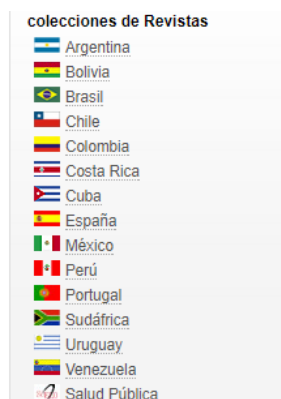 colecciones de Revistas
Argentina
Bolivia
Brasil
Chile
Colombia
Costa Rica
Cuba
España
México
Perú
Portugal
Sudáfrica
Uruguay
Venezuela
Salud Pública